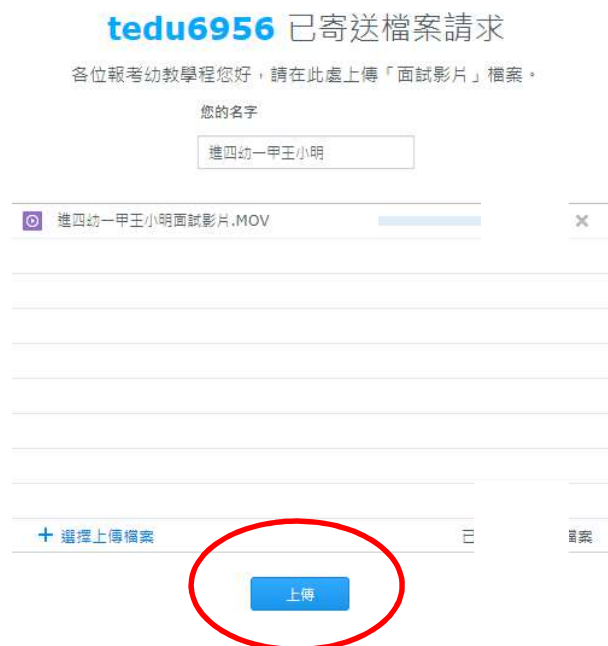 tedu6956 已寄送檔案請求
各位報考幼教學程您好，請在此處上傳「面試影片」檔案。
您的名字
進四幼一甲王小明
進四幼一甲王小明面試影片.MOV
+ 選擇上傳檔案 已 檔案
上傳